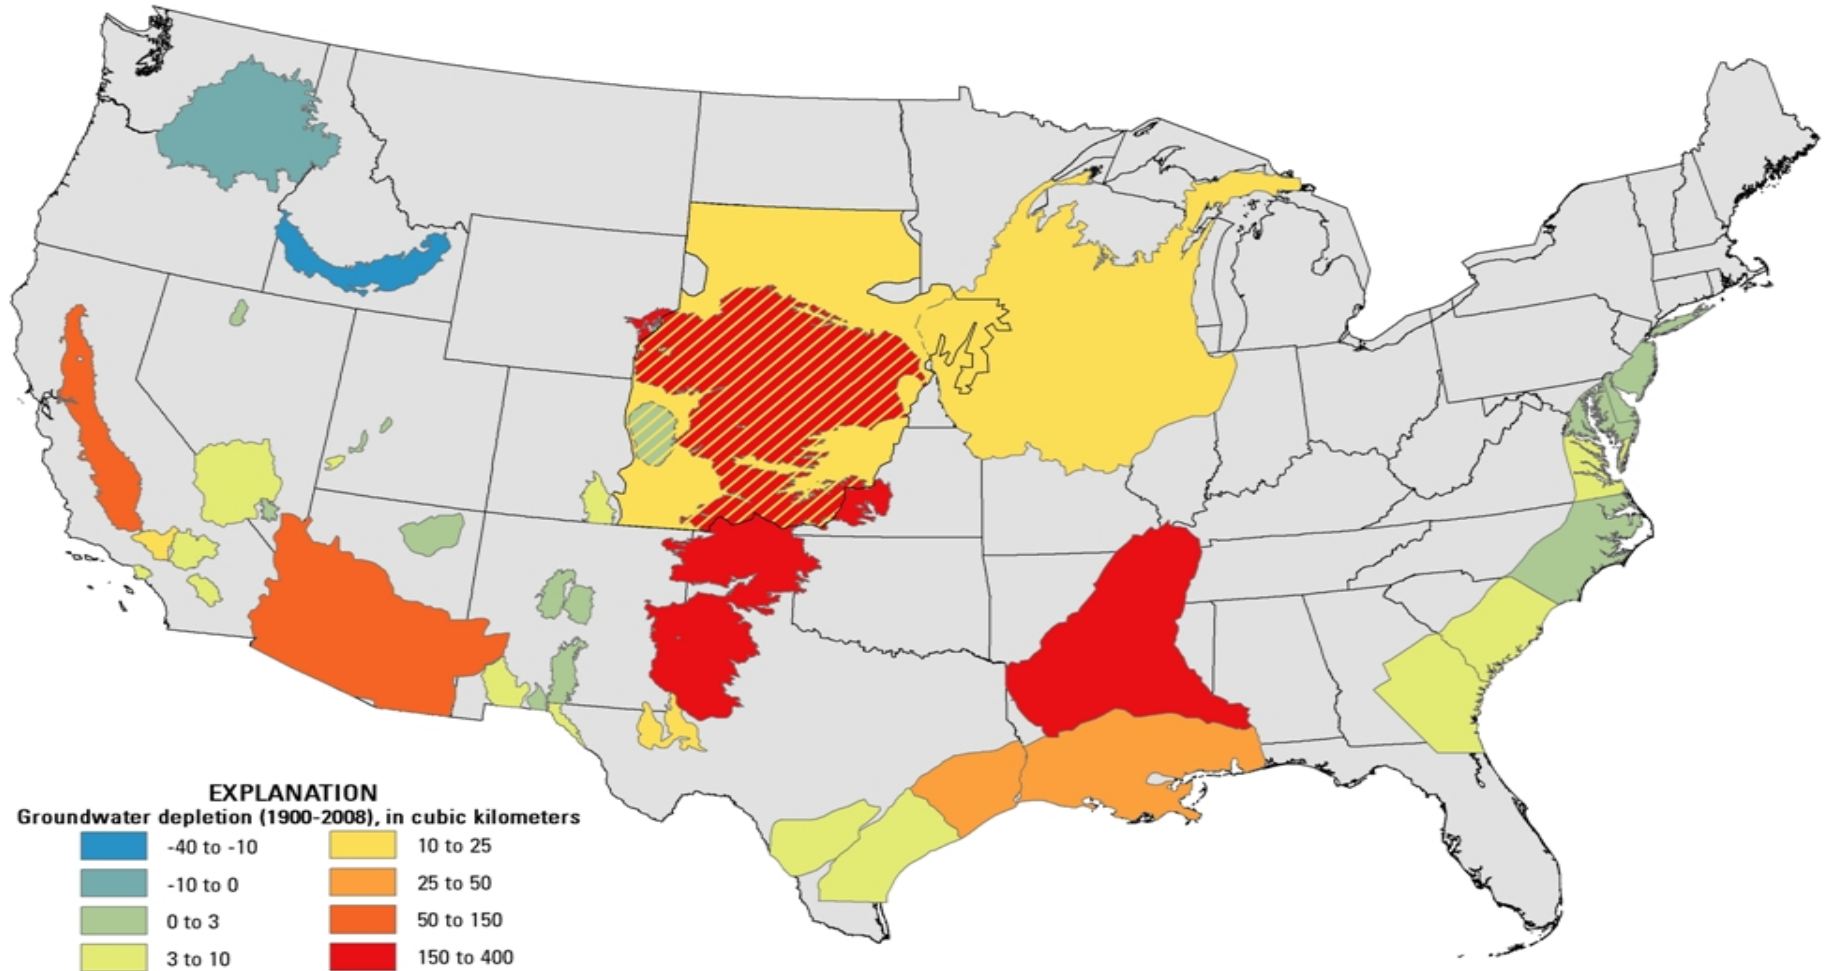 EXPLANATION
Groundwater depletion (1900-2008), in cubic kilometers
-40 to -10
10 to 25
-10 to 0
25 to 50
0 to 3
50 to 150
3 to 10
150 to 400